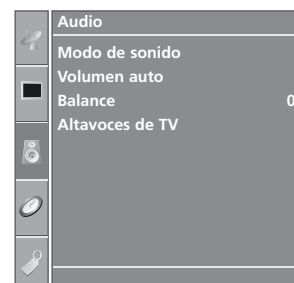 Audio
Modo de sonido
Volumen auto
Balance 0
Altavoces de TV